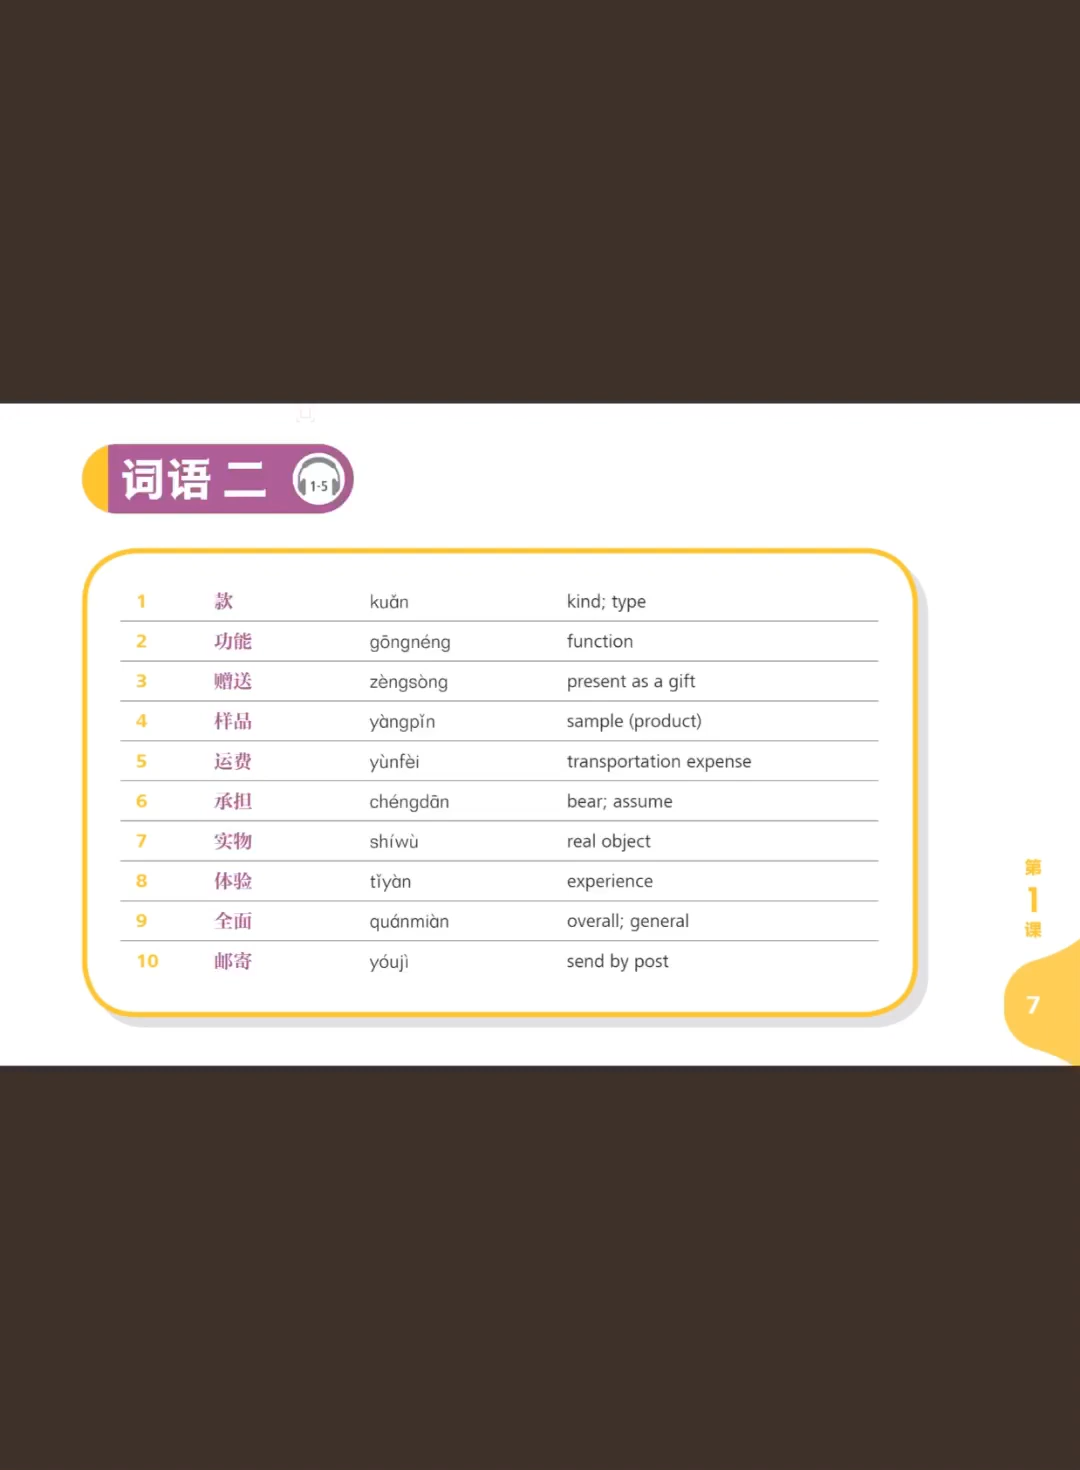 词语二 1-5
1 款 kuǎn kind; type
2 功能 gōngnéng function
3 赠送 zèngsòng present as a gift
4 样品 yàngpǐn sample (product)
5 运费 yùnfèi transportation expense
6 承担 chéngdān bear; assume
7 实物 shíwù real object
8 体验 tǐyàn experience
9 全面 quánmiàn overall; general
10 邮寄 yóujì send by post
第
1
课
7